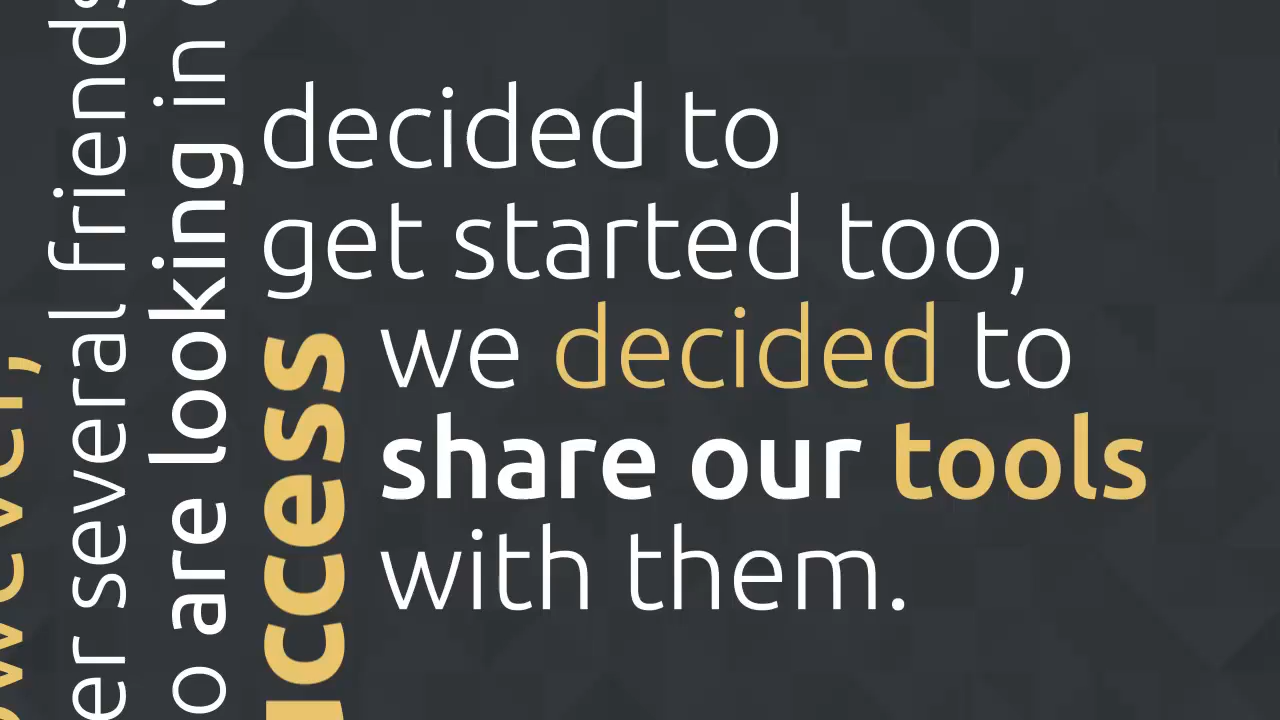 several friends
are looking in
decided to
get started too,
we decided to
share our tools
with them.